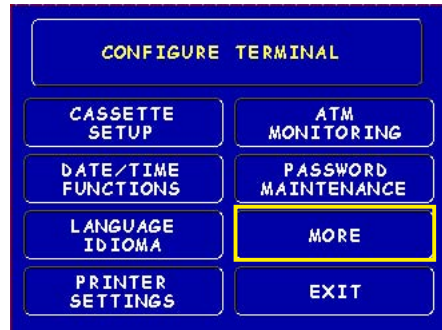 CONFIGURE TERMINAL
CASSETTE
SETUP
ATM
MONITORING
DATE/TIME
FUNCTIONS
PASSWORD
MAINTENANCE
LANGUAGE
IDIOMA
MORE
PRINTER
SETTINGS
EXIT